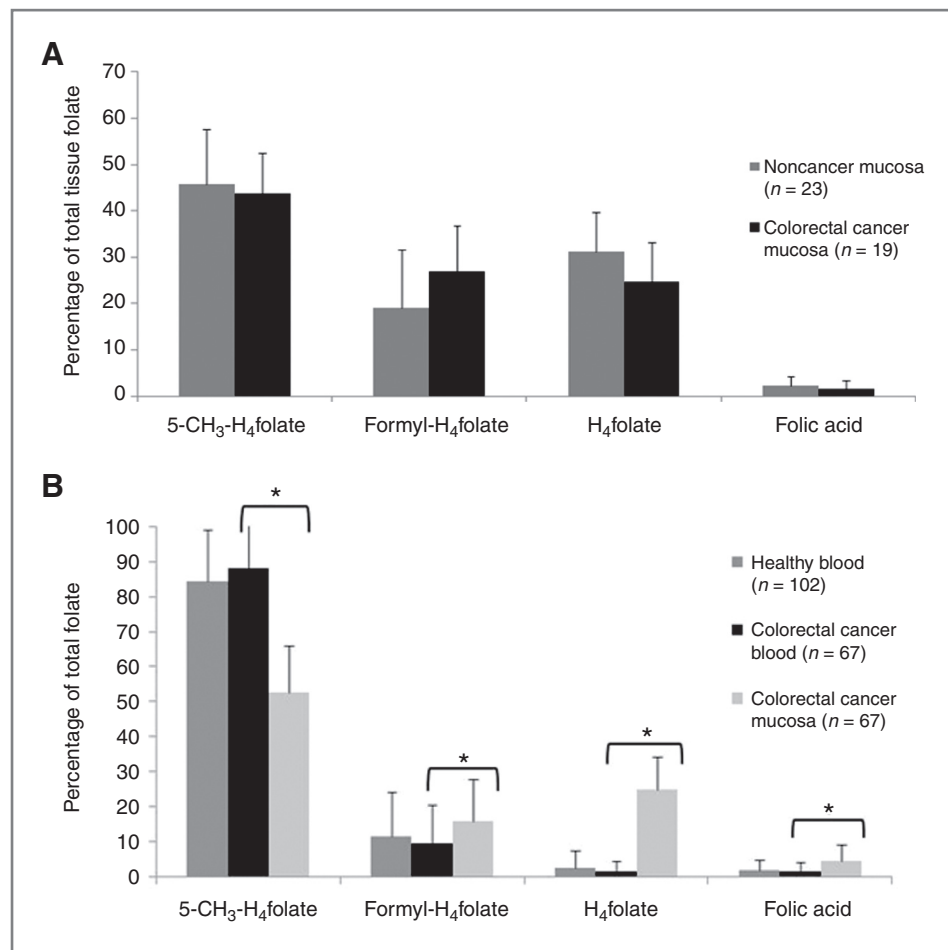 A
Percentage of total tissue folate
70
60
50
40
30
20
10
0
5-CH₃-H₄folate
Formyl-H₄folate
H₄folate
Folic acid
Noncancer mucosa
(n = 23)
Colorectal cancer
mucosa (n = 19)
B
Percentage of total folate
100
90
80
70
60
50
40
30
20
10
0
*
*
*
*
5-CH₃-H₄folate
Formyl-H₄folate
H₄folate
Folic acid
Healthy blood
(n = 102)
Colorectal cancer
blood (n = 67)
Colorectal cancer
mucosa (n = 67)